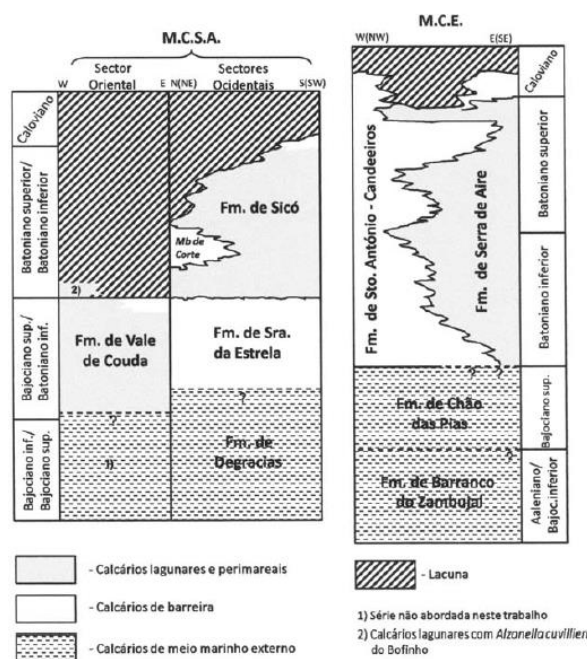 M.C.S.A.
Sector
Oriental
Sectores
Ocidentais
W
E
N(NE)
S(SW)
Caloviano
Batoniano superior/
Batoniano inferior
Bajociano sup./
Batoniano inf.
Bajociano inf./
Bajociano sup.
Fm. de Sicó
Mb de
Corte
2)
Fm. de Vale
de Couda
Fm. de Sra.
da Estrela
?
?
1)
Fm. de
Degracias
M.C.E.
W(NW)
E(SE)
Fm. de Sto. António - Candeeiros
Fm. de Serra de Aire
? ?
Fm. de Chão
das Pias
?
Fm. de Barranco
do Zambujal
Caloviano
Batoniano superior
Batoniano inferior
Bajociano sup.
Aaleniano/
Bajoc.inferior
- Calcários lagunares e perimareais
- Calcários de barreira
- Calcários de meio marinho externo
- Lacuna
1) Série não abordada neste trabalho
2) Calcários lagunares com Alzonella cuvillieri
do Bofinho